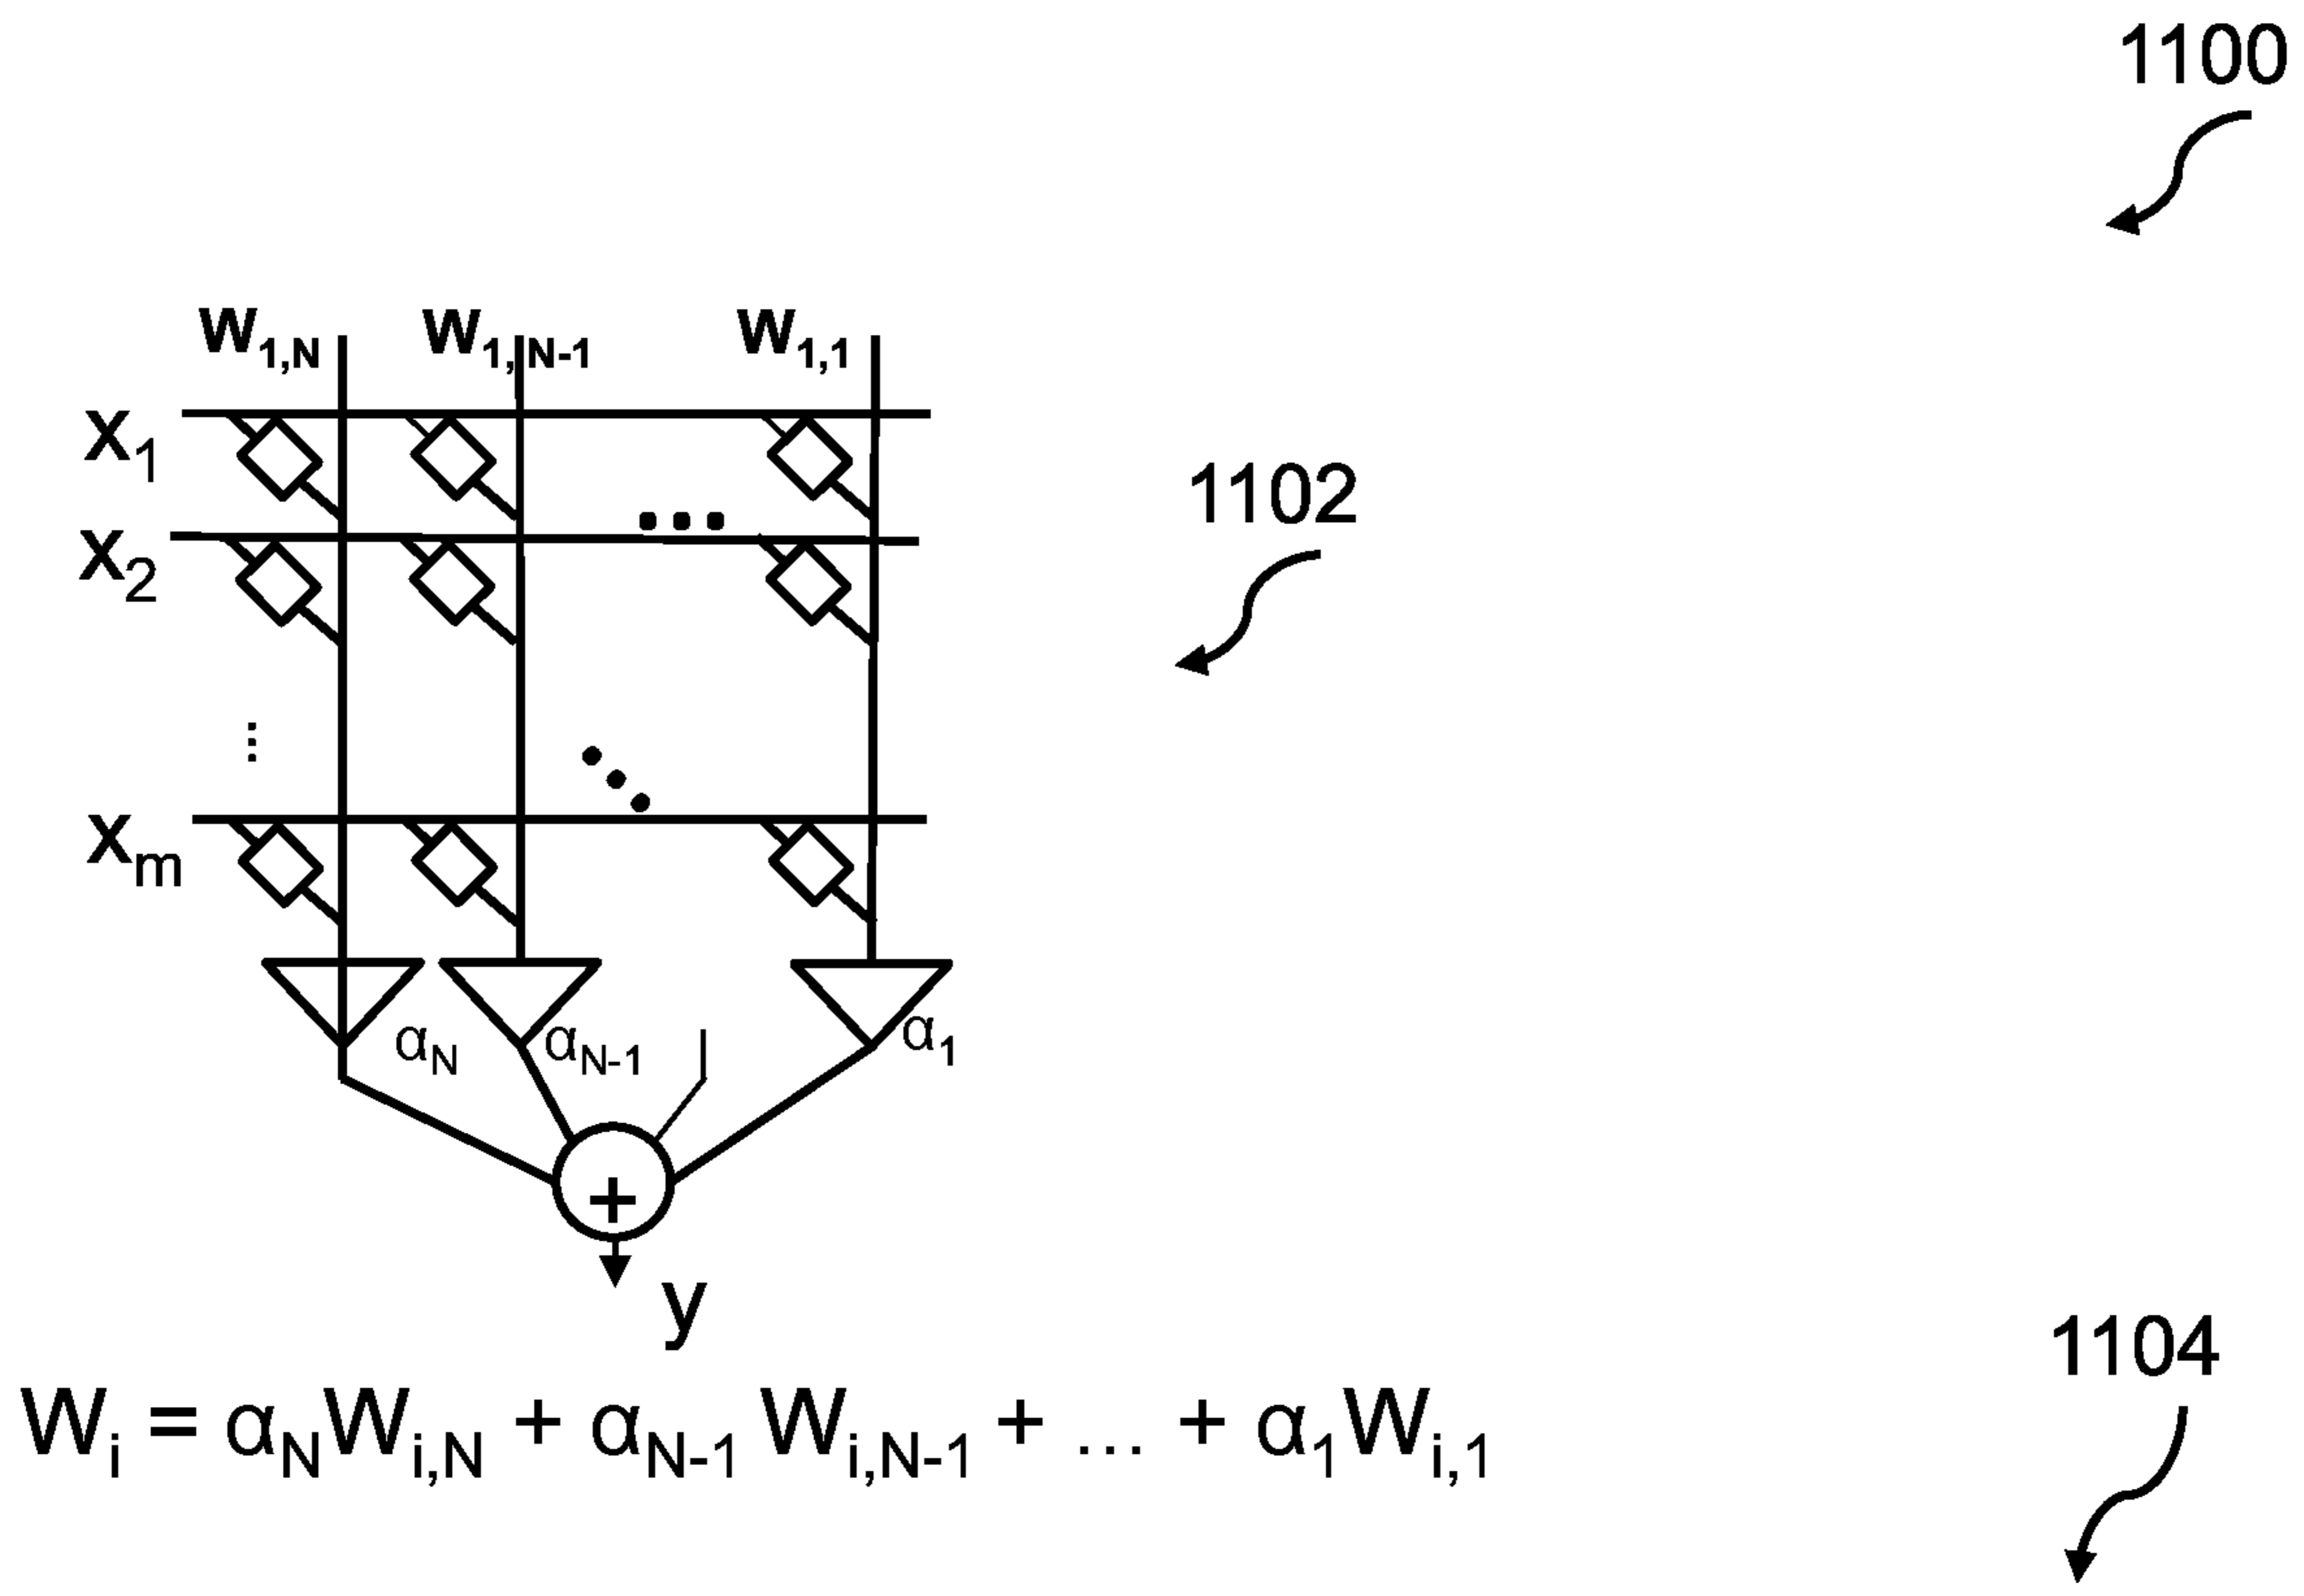 1100
W1,N W1,N-1 W1,1
X1
1102
...
X2
⋮
Xm
αN αN-1 α1
+
y
1104
Wi = αNWi,N + αN-1 Wi,N-1 + ... + α1Wi,1